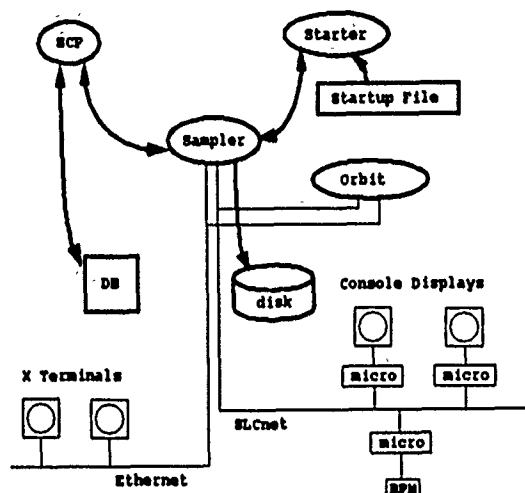 SCP
Starter
Startup File
Sampler
Orbit
DB
disk
Console Displays
X Terminals
micro
micro
SLCnet
micro
Ethernet
BPM